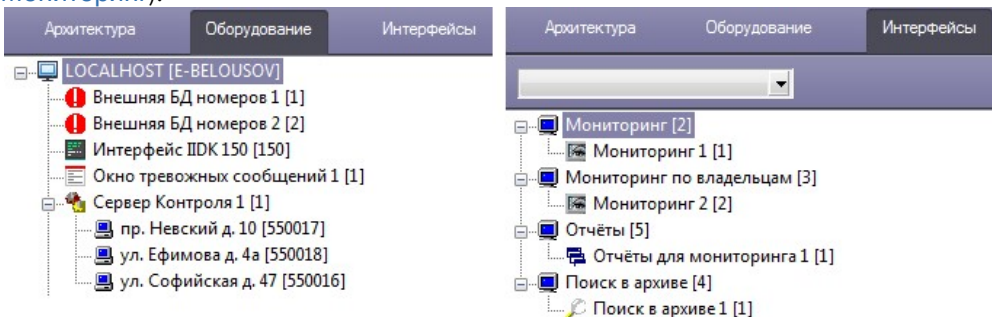 мониторинг).
Архитектура Оборудование Интерфейсы
LOCALHOST [E-BELOUSOV]
Внешняя БД номеров 1 [1]
Внешняя БД номеров 2 [2]
Интерфейс IIDK 150 [150]
Окно тревожных сообщений 1 [1]
Сервер Контроля 1 [1]
пр. Невский д. 10 [550017]
ул. Ефимова д. 4а [550018]
ул. Софийская д. 47 [550016]
Архитектура Оборудование Интерфейсы
Мониторинг [2]
Мониторинг 1 [1]
Мониторинг по владельцам [3]
Мониторинг 2 [2]
Отчёты [5]
Отчёты для мониторинга 1 [1]
Поиск в архиве [4]
Поиск в архиве 1 [1]